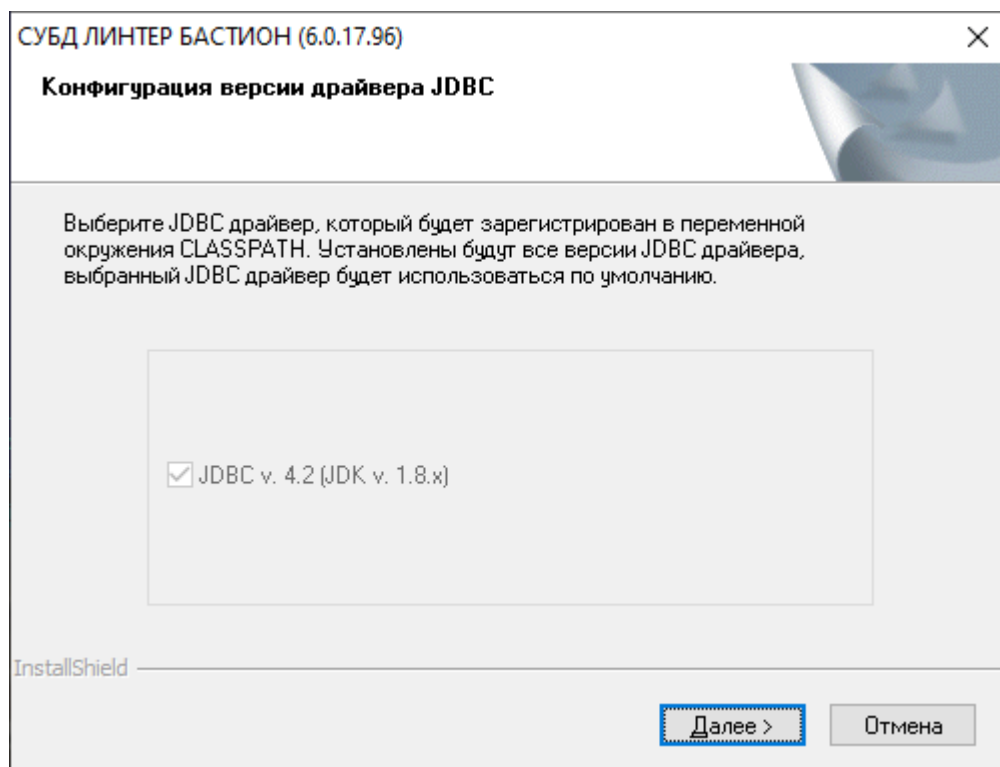 СУБД ЛИНТЕР БАСТИОН (6.0.17.96)
Конфигурация версии драйвера JDBC
Выберите JDBC драйвер, который будет зарегистрирован в переменной
окружения CLASSPATH. Установлены будут все версии JDBC драйвера,
выбранный JDBC драйвер будет использоваться по умолчанию.
JDBC v. 4.2 (JDK v. 1.8.x)
InstallShield
Далее >
Отмена